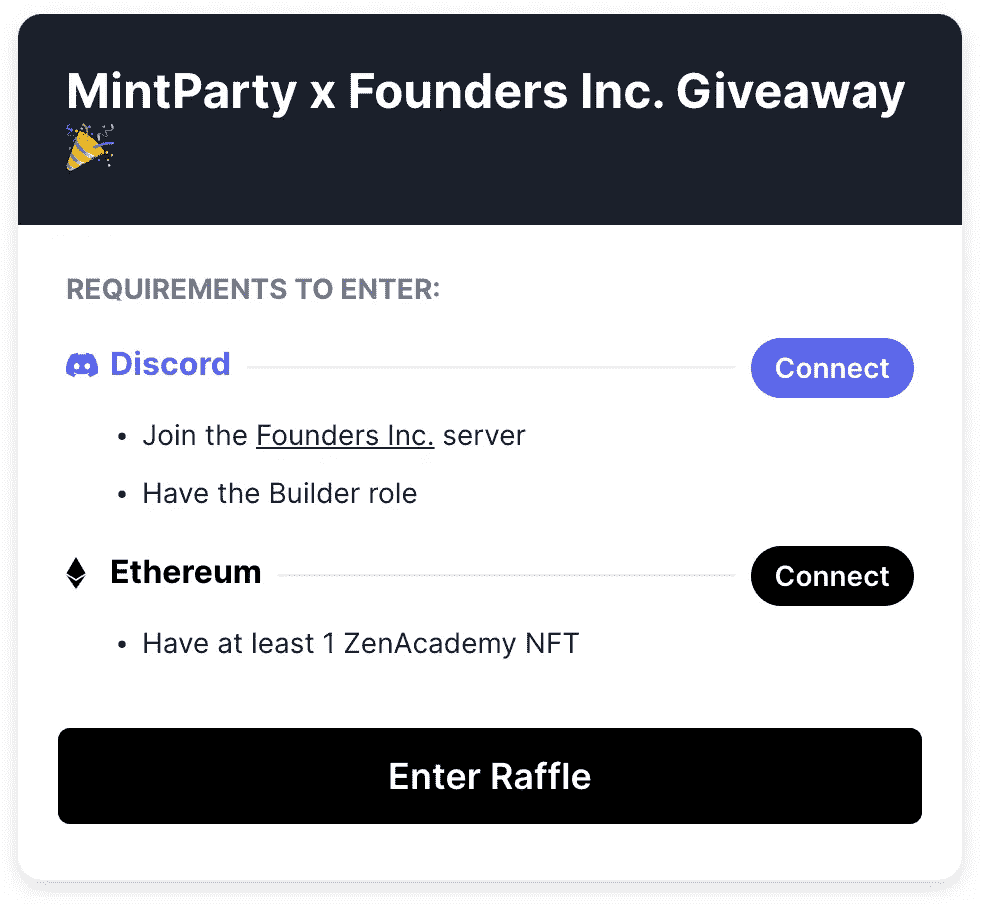 MintParty x Founders Inc. Giveaway
🎉
REQUIREMENTS TO ENTER:
Discord
Connect
• Join the Founders Inc. server
• Have the Builder role
Ethereum
Connect
• Have at least 1 ZenAcademy NFT
Enter Raffle